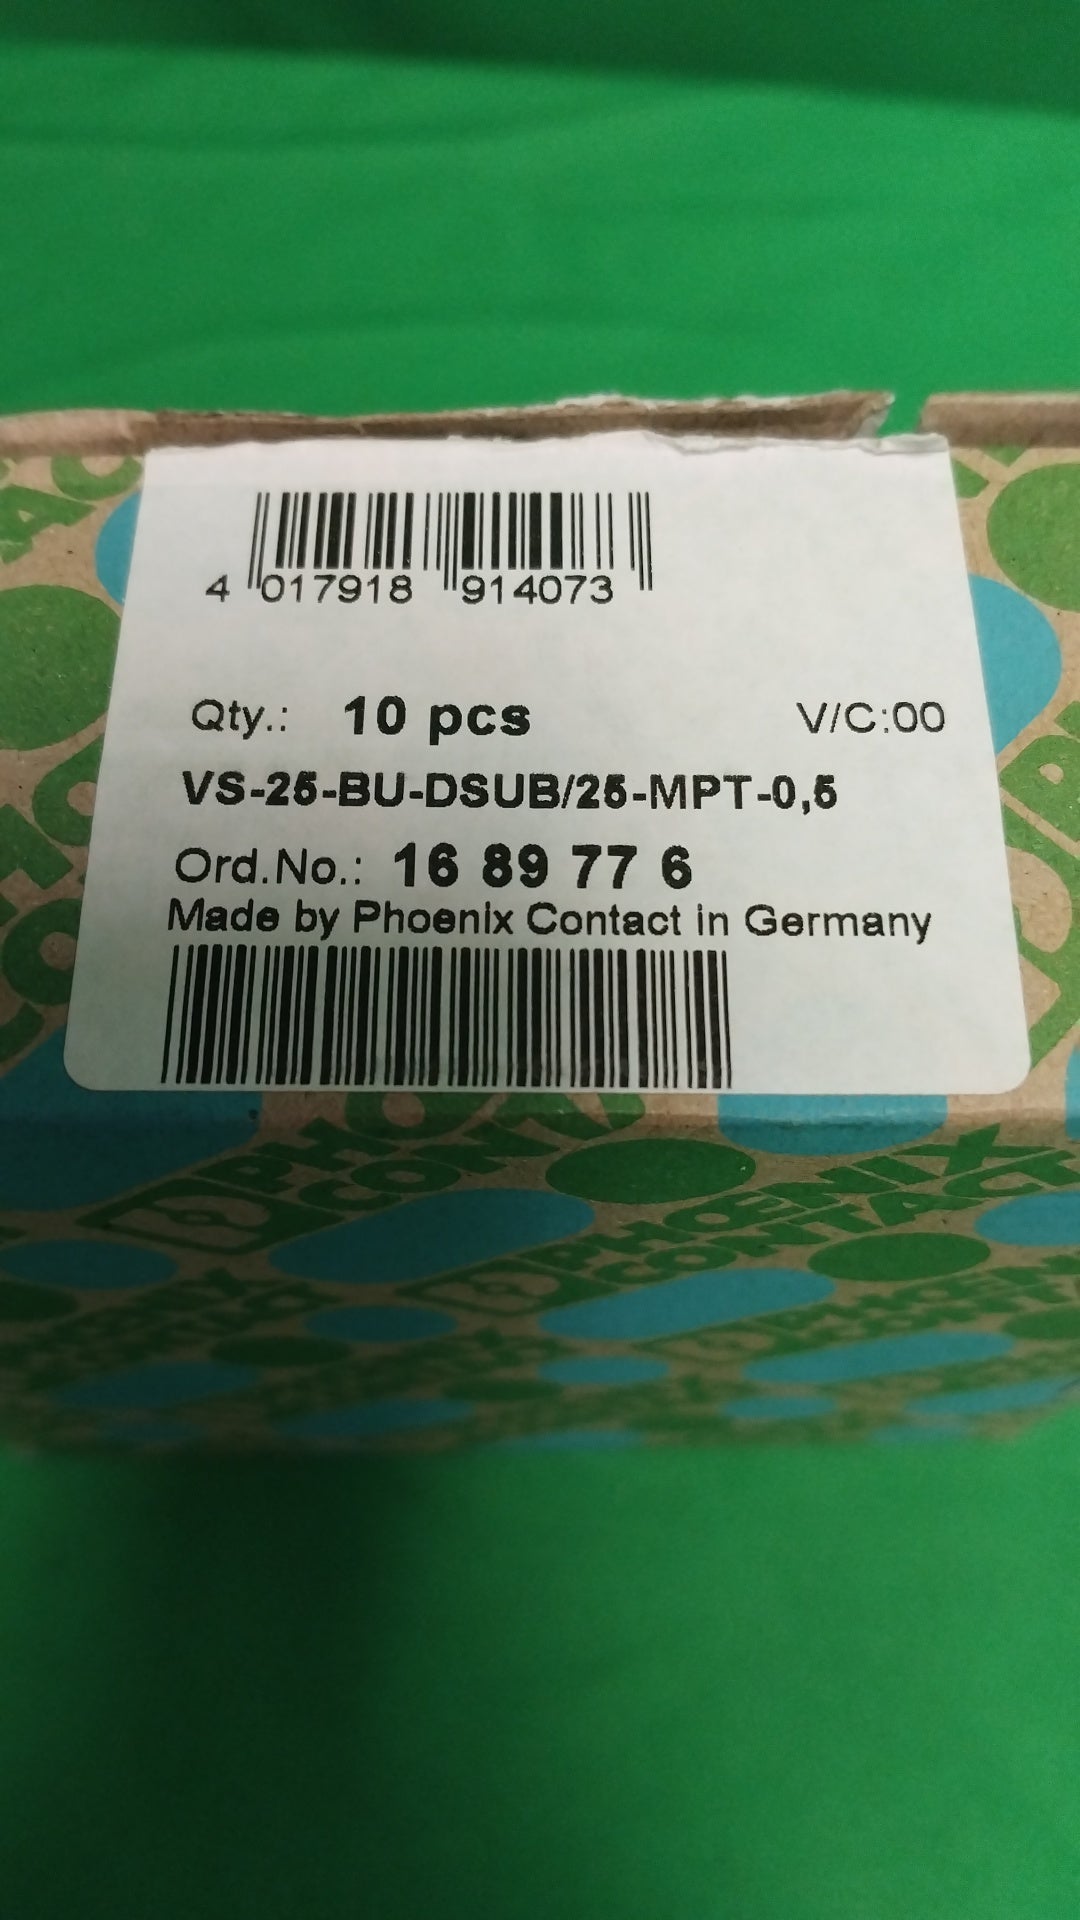 4 017918 914073
Qty.: 10 pcs V/C:00
VS-25-BU-DSUB/25-MPT-0,5
Ord.No.: 16 89 77 6
Made by Phoenix Contact in Germany
PHOENIX
CONTACT
PHOENIX
CONTACT